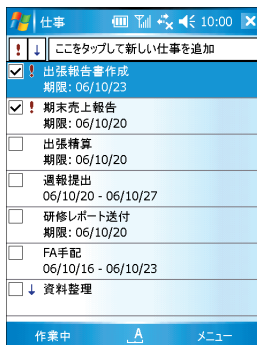 仕事 10:00
! ↓ ここをタップして新しい仕事を追加
! 出張報告書作成
期限: 06/10/23
! 期末売上報告
期限: 06/10/20
出張精算
期限: 06/10/20
週報提出
06/10/20 - 06/10/27
研修レポート送付
期限: 06/10/20
FA手配
06/10/16 - 06/10/23
↓ 資料整理
作業中 A メニュー